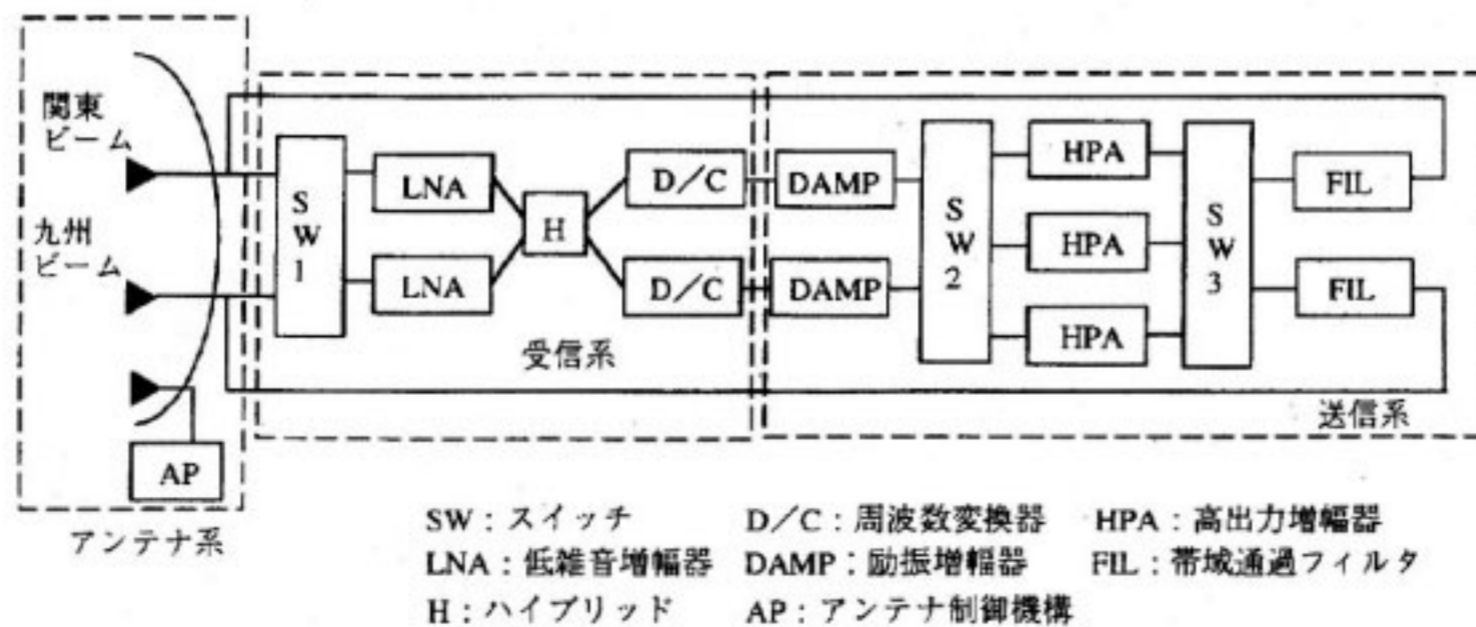 関東
ビーム
九州
ビーム
AP
アンテナ系
SW1
LNA
LNA
H
D/C
D/C
受信系
DAMP
DAMP
SW2
HPA
HPA
HPA
SW3
FIL
FIL
送信系
SW：スイッチ D/C：周波数変換器 HPA：高出力増幅器
LNA：低雑音増幅器 DAMP：励振増幅器 FIL：帯域通過フィルタ
H：ハイブリッド AP：アンテナ制御機構